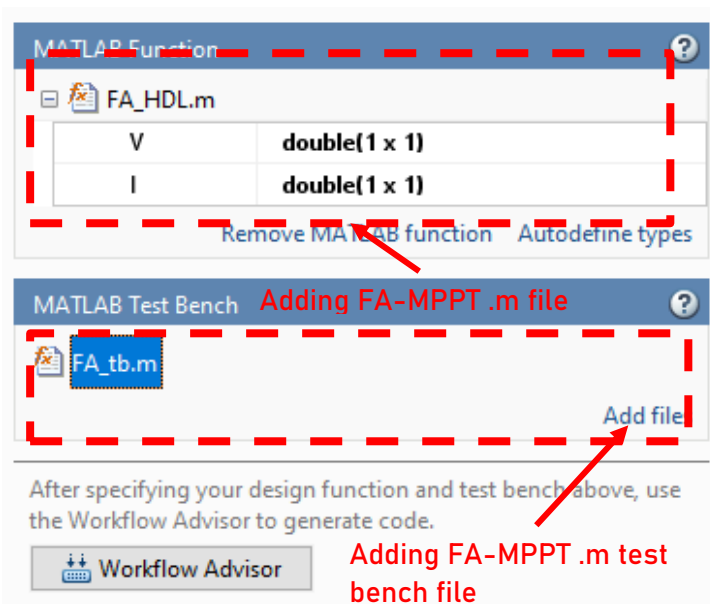 MATLAB Function ?
FA_HDL.m
V double(1 x 1)
I double(1 x 1)
Remove MATLAB function Autodefine types
MATLAB Test Bench Adding FA-MPPT .m file ?
FA_tb.m
Add files
After specifying your design function and test bench above, use
the Workflow Advisor to generate code.
Workflow Advisor
Adding FA-MPPT .m test
bench file